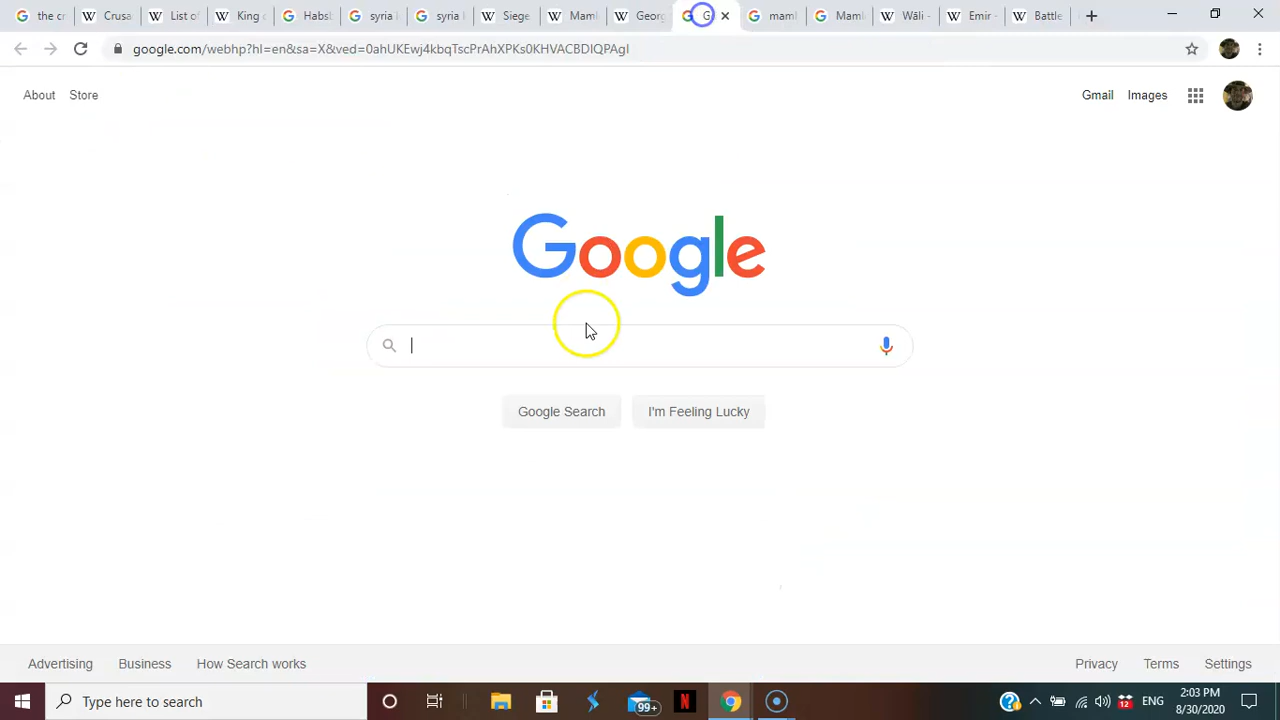 the cr
Crusa
List of
King o
Habsb
syria k
syria k
Siege
Maml
Georg
G
maml
Maml
Wāli -
Emir -
Battle
google.com/webhp?hl=en&sa=X&ved=0ahUKEwj4kbqTscPrAhXPKs0KHVACBDIQPAgI
About Store
Gmail Images
Google
Google Search I'm Feeling Lucky
Advertising Business How Search works
Privacy Terms Settings
Type here to search
99+
N
12
ENG
2:03 PM
8/30/2020